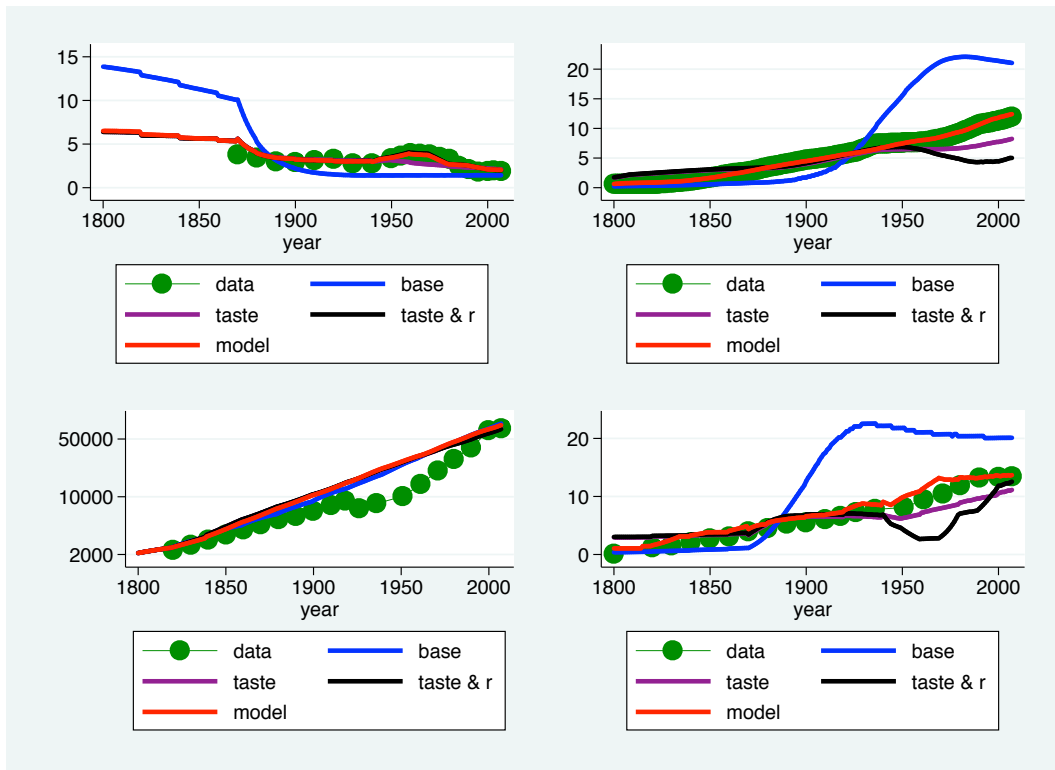 15
10
5
0
1800 1850 1900 1950 2000
year
data base
taste taste & r
model
20
15
10
5
0
1800 1850 1900 1950 2000
year
data base
taste taste & r
model
50000
10000
2000
1800 1850 1900 1950 2000
year
data base
taste taste & r
model
20
10
0
1800 1850 1900 1950 2000
year
data base
taste taste & r
model